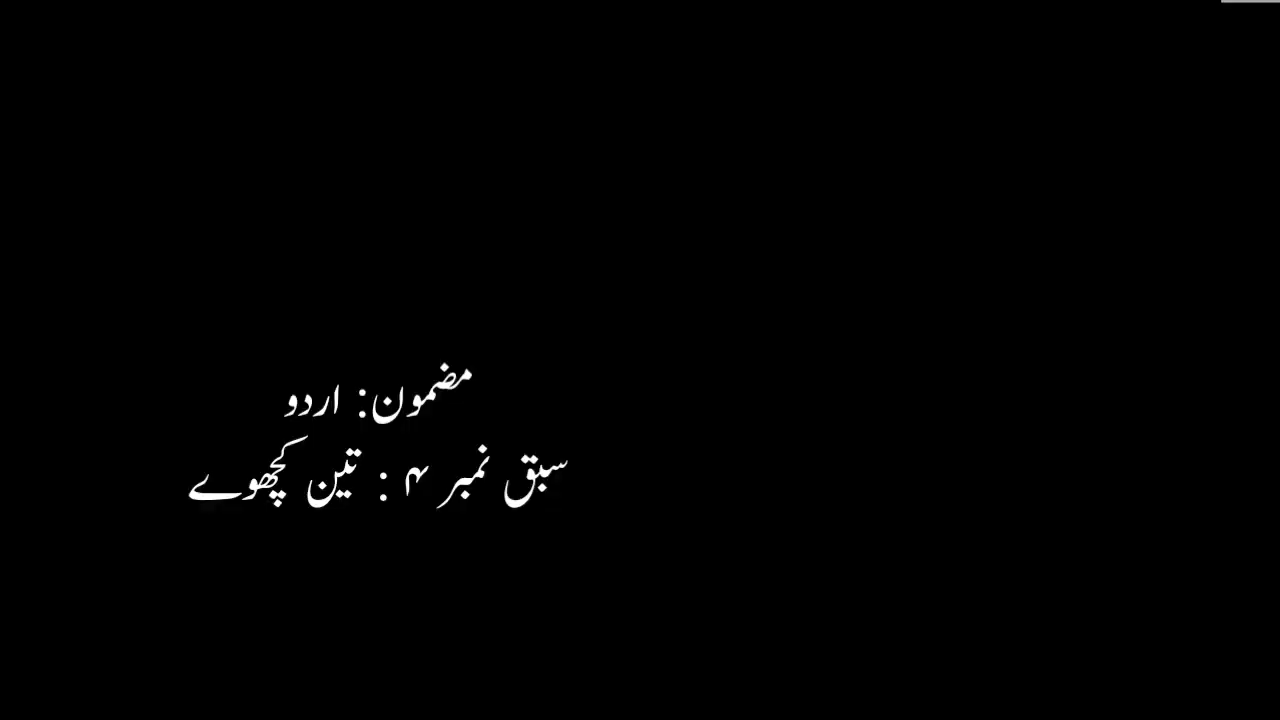 مضمون: اردو
سبق نمبر ۴ : تین کچھوے